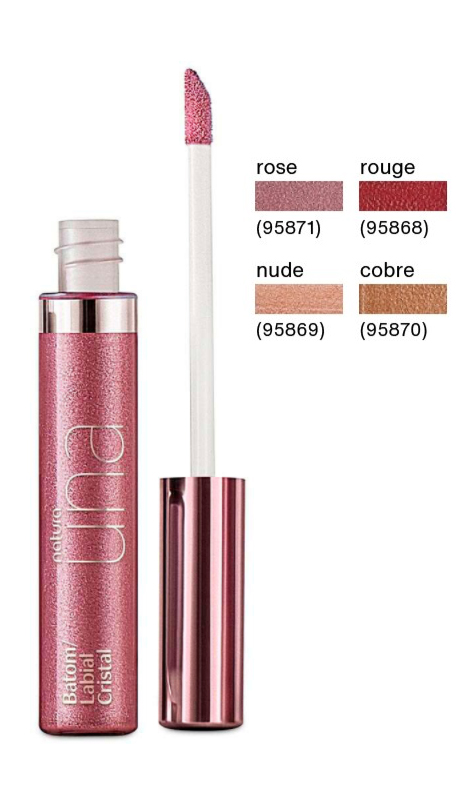 rose
rouge
(95871)
(95868)
nude
cobre
(95869)
(95870)
natura
una
Batom/
Labial
Cristal